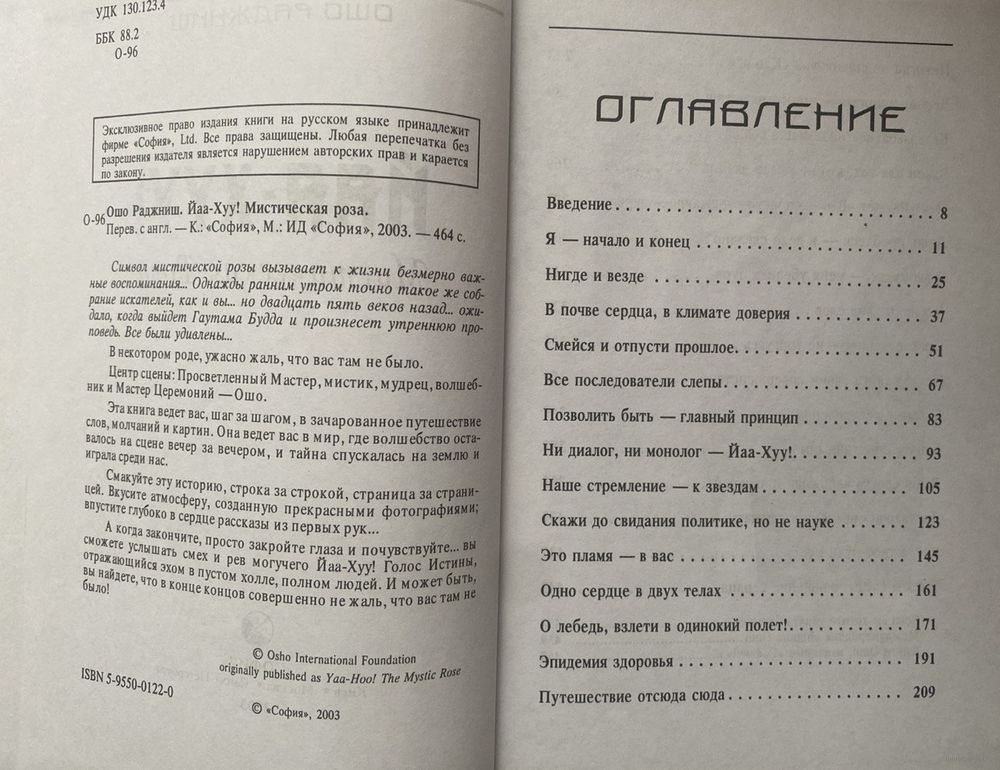 УДК 130.123.4
ББК 88.2
О-96
Эксклюзивное право издания книги на русском языке принадлежит
фирме «София», Ltd. Все права защищены. Любая перепечатка без
разрешения издателя является нарушением авторских прав и карается
по закону.
Ошо Раджниш. Йаа-Хуу! Мистическая роза.
О-96 Перев. с англ. — К.: «София», М.: ИД «София», 2003. — 464 с.
Символ мистической розы вызывает к жизни безмерно важ-
ные воспоминания... Однажды ранним утром точно такое же соб-
рание искателей, как и вы... но двадцать пять веков назад... ожи-
дало, когда выйдет Гаутама Будда и произнесет утреннюю про-
поведь. Все были удивлены...
В некотором роде, ужасно жаль, что вас там не было.
Центр сцены: Просветленный Мастер, мистик, мудрец, волшеб-
ник и Мастер Церемоний — Ошо.
Эта книга ведет вас, шаг за шагом, в зачарованное путешествие
слов, молчаний и картин. Она ведет вас в мир, где волшебство оста-
валось на сцене вечер за вечером, и тайна спускалась на землю и
играла среди нас.
Смакуйте эту историю, строка за строкой, страница за страни-
цей. Вкусите атмосферу, созданную прекрасными фотографиями;
впустите глубоко в сердце рассказы из первых рук...
А когда закончите, просто закройте глаза и почувствуйте... вы
сможете услышать смех и рев могучего Йаа-Хуу! Голос Истины,
отражающийся эхом в пустом холле, полном людей. И может быть,
вы найдете, что в конце концов совершенно не жаль, что вас там не
было!
© Osho International Foundation
originally published as Yaa-Hoo! The Mystic Rose
ISBN 5-9550-0122-0
© «София», 2003
ОГЛАВЛЕНИЕ
Введение . . . . . . . . . . . . . . . . . . . . . . . . . . . . 8
Я — начало и конец . . . . . . . . . . . . . . . . . . . . 11
Нигде и везде . . . . . . . . . . . . . . . . . . . . . . . . 25
В почве сердца, в климате доверия . . . . . . . . . . . . 37
Смейся и отпусти прошлое. . . . . . . . . . . . . . . . . 51
Все последователи слепы. . . . . . . . . . . . . . . . . . 67
Позволить быть — главный принцип . . . . . . . . . . . 83
Ни диалог, ни монолог — Йаа-Хуу!. . . . . . . . . . . . 93
Наше стремление — к звездам . . . . . . . . . . . . . . 105
Скажи до свидания политике, но не науке . . . . . . . 123
Это пламя — в вас . . . . . . . . . . . . . . . . . . . . . 145
Одно сердце в двух телах . . . . . . . . . . . . . . . . . 161
О лебедь, взлети в одинокий полет!. . . . . . . . . . . . 171
Эпидемия здоровья . . . . . . . . . . . . . . . . . . . . . 191
Путешествие отсюда сюда . . . . . . . . . . . . . . . . . 209